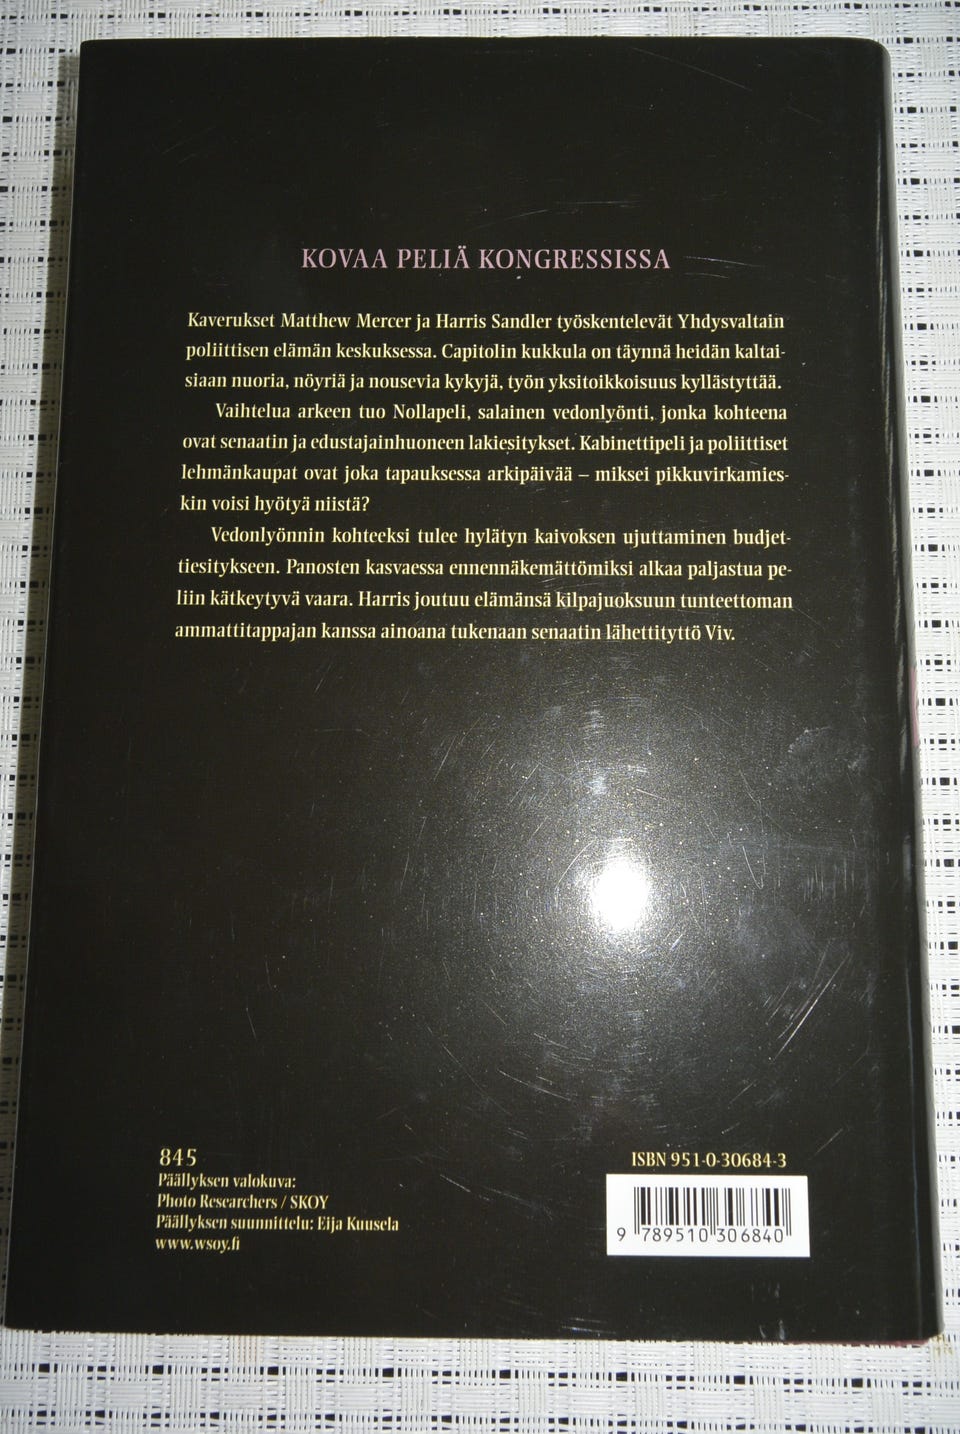 KOVAA PELIÄ KONGRESSISSA
Kaverukset Matthew Mercer ja Harris Sandler työskentelevät Yhdysvaltain
poliittisen elämän keskuksessa. Capitolin kukkula on täynnä heidän kaltai-
siaan nuoria, nöyriä ja nousevia kykyjä, työn yksitoikkoisuus kyllästyttää.
Vaihtelua arkeen tuo Nollapeli, salainen vedonlyönti, jonka kohteena
ovat senaatin ja edustajainhuoneen lakiesitykset. Kabinettipeli ja poliittiset
lehmänkaupat ovat joka tapauksessa arkipäivää – miksei pikkuvirkamies-
kin voisi hyötyä niistä?
Vedonlyönnin kohteeksi tulee hylätyn kaivoksen ujuttaminen budjet-
tiesitykseen. Panosten kasvaessa ennennäkemättömiksi alkaa paljastua pe-
liin kätkeytyvä vaara. Harris joutuu elämänsä kilpajuoksuun tunteettoman
ammattitappajan kanssa ainoana tukenaan senaatin lähettityttö Viv.
845
Päällyksen valokuva:
Photo Researchers / SKOY
Päällyksen suunnittelu: Eija Kuusela
www.wsoy.fi
ISBN 951-0-30684-3
9 789510 306840